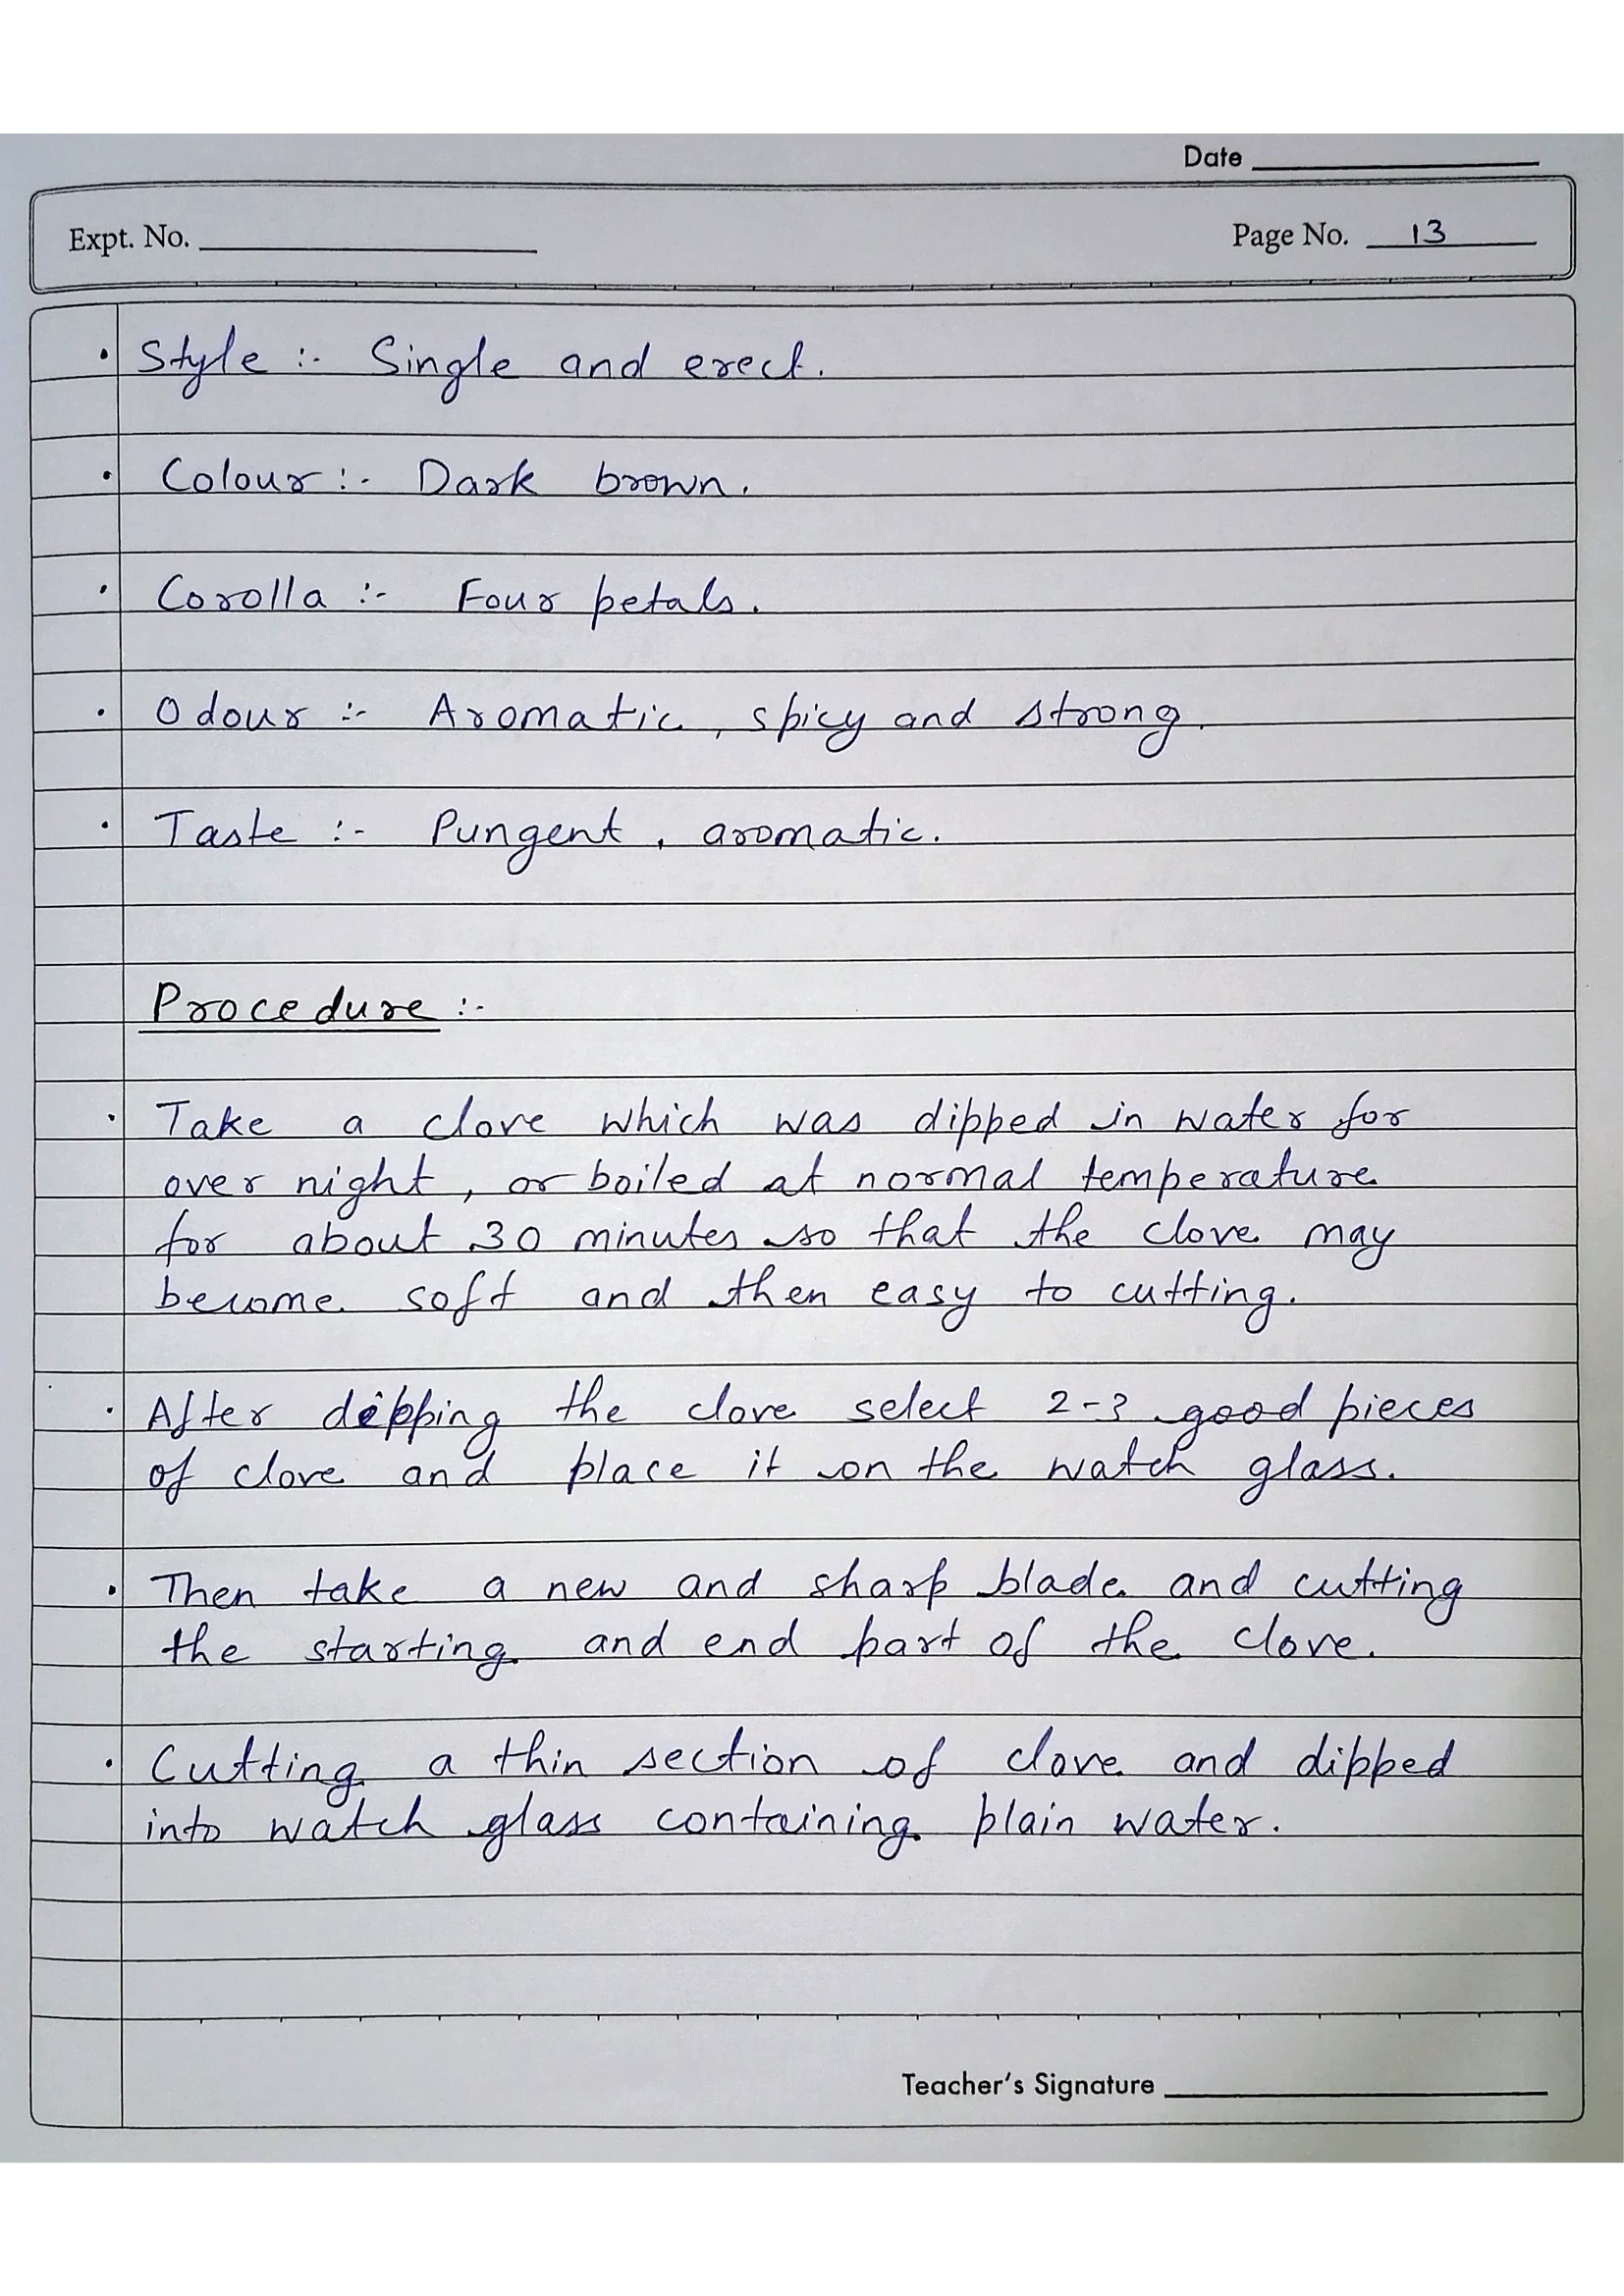 Date
Expt. No.
Page No. 13
• Style :- Single and erect.
• Colour :- Dark brown.
• Corolla :- Four petals.
• Odour :- Aromatic, spicy and strong.
• Taste :- Pungent, aromatic.
Procedure :-
• Take a clove which was dipped in water for
over night, or boiled at normal temperature
for about 30 minutes so that the clove may
become soft and then easy to cutting.
• After dipping the clove select 2-3 good pieces
of clove and place it on the watch glass.
• Then take a new and sharp blade and cutting
the starting and end part of the clove.
• Cutting a thin section of clove and dipped
into watch glass containing plain water.
Teacher's Signature